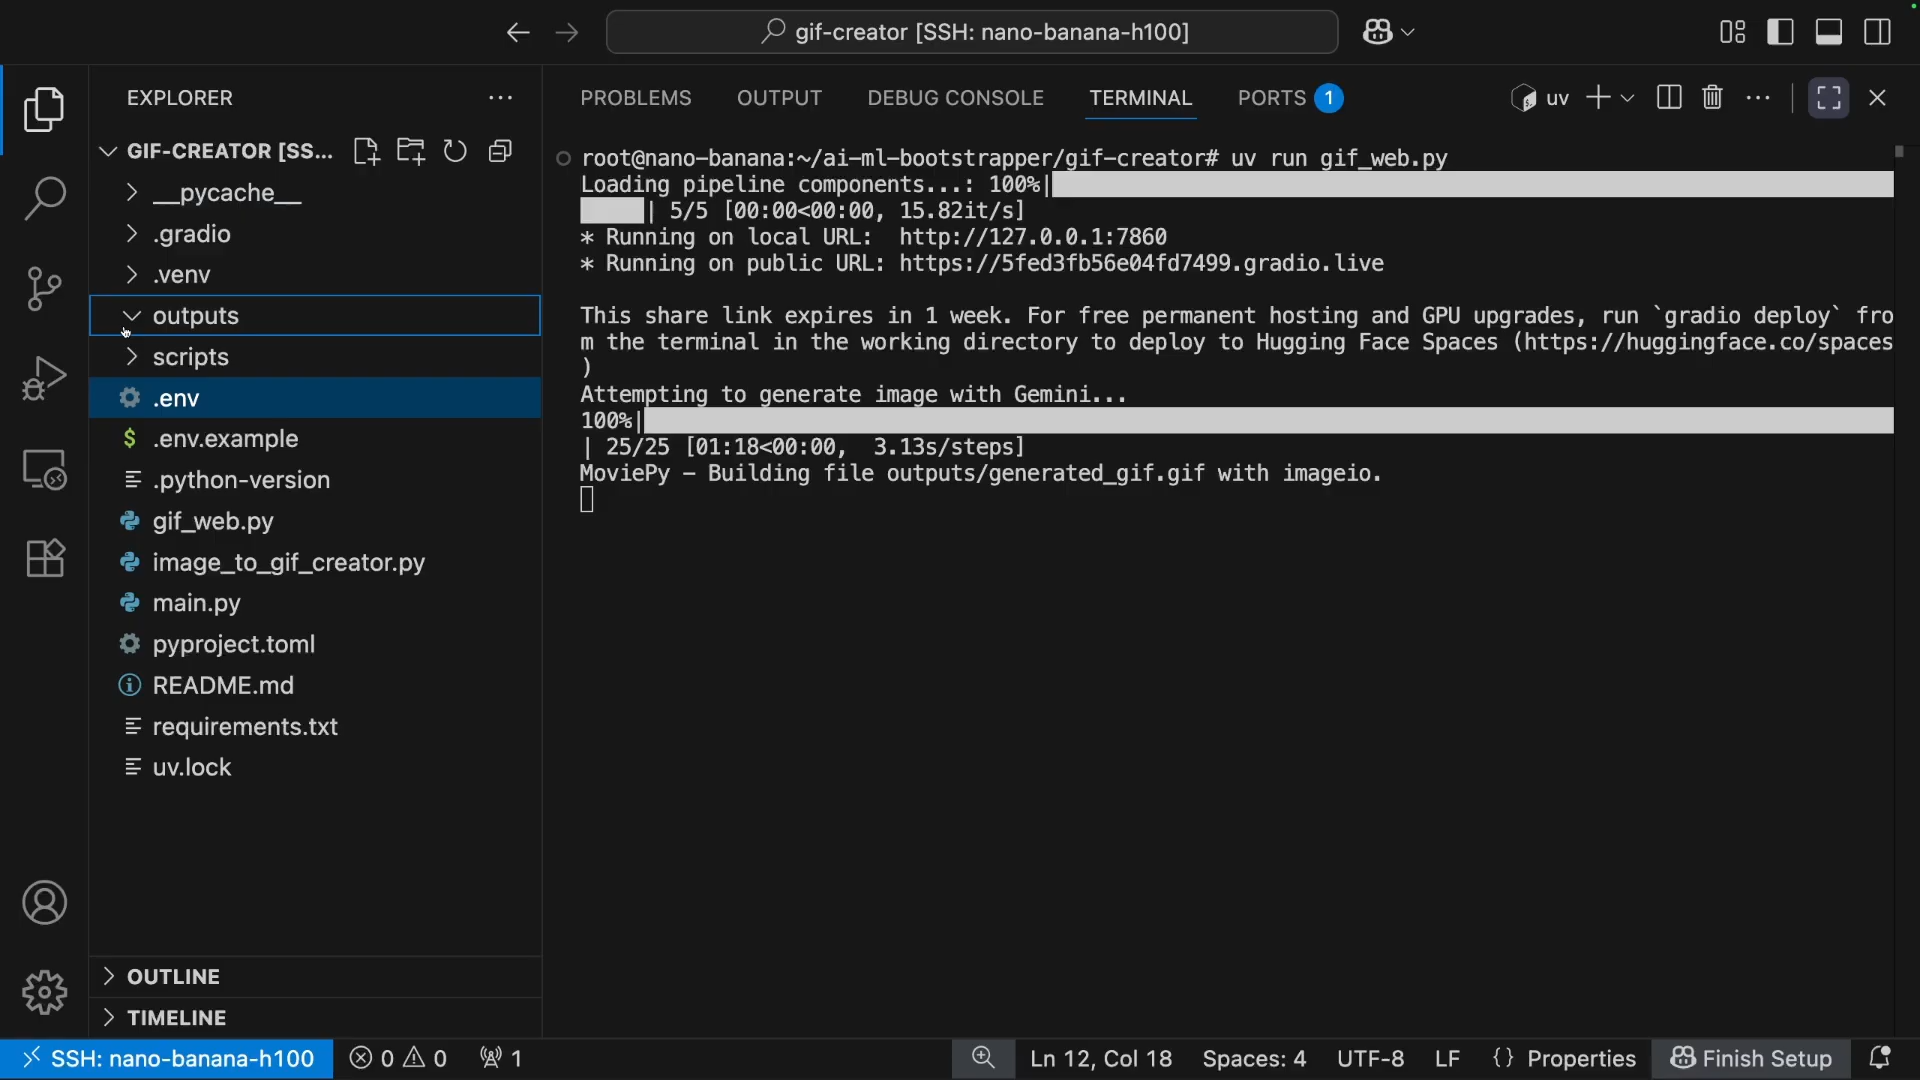 gif-creator [SSH: nano-banana-h100]
EXPLORER
PROBLEMS
OUTPUT
DEBUG CONSOLE
TERMINAL
PORTS 1
uv
GIF-CREATOR [SS...
__pycache__
.gradio
.venv
outputs
scripts
.env
.env.example
.python-version
gif_web.py
image_to_gif_creator.py
main.py
pyproject.toml
README.md
requirements.txt
uv.lock
OUTLINE
TIMELINE
root@nano-banana:~/ai-ml-bootstrapper/gif-creator# uv run gif_web.py
Loading pipeline components...: 100%|
| 5/5 [00:00<00:00, 15.82it/s]
* Running on local URL:  http://127.0.0.1:7860
* Running on public URL: https://5fed3fb56e04fd7499.gradio.live
This share link expires in 1 week. For free permanent hosting and GPU upgrades, run `gradio deploy` fro
m the terminal in the working directory to deploy to Hugging Face Spaces (https://huggingface.co/spaces
)
Attempting to generate image with Gemini...
100%|
| 25/25 [01:18<00:00,  3.13s/steps]
MoviePy - Building file outputs/generated_gif.gif with imageio.
SSH: nano-banana-h100
0
0
1
Ln 12, Col 18
Spaces: 4
UTF-8
LF
{} Properties
Finish Setup